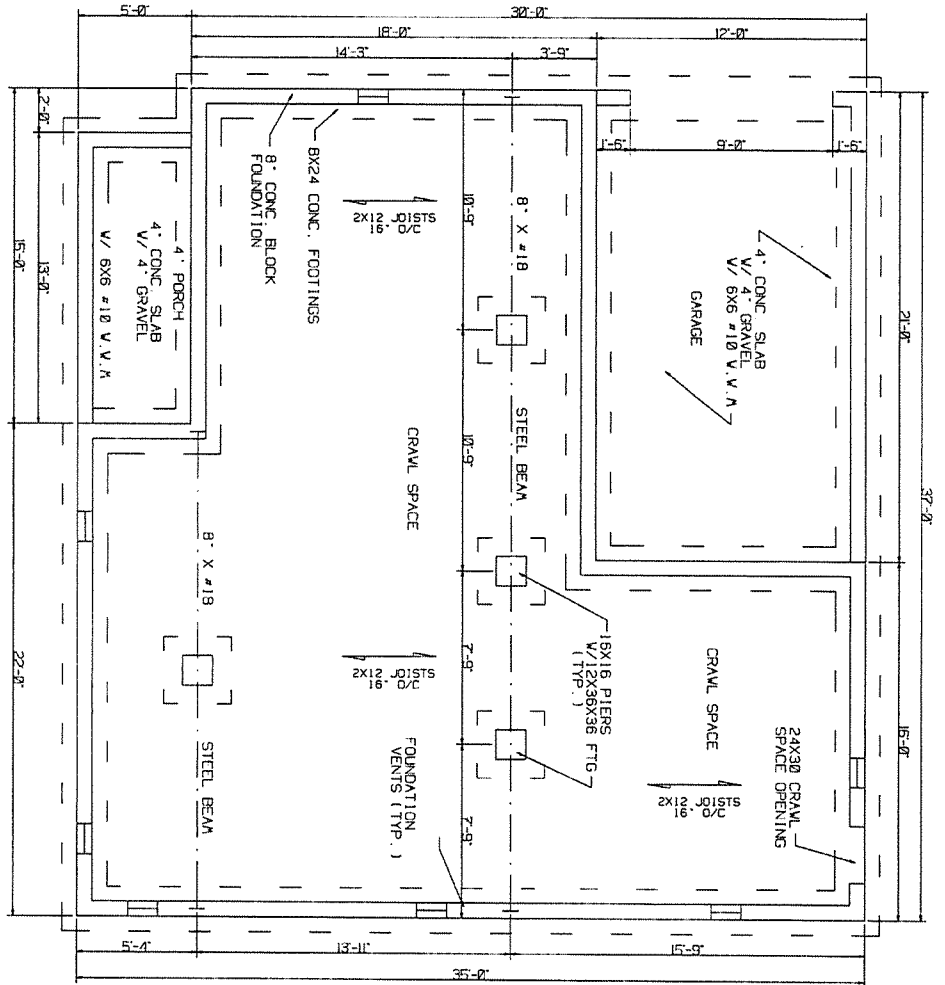 5'-0"
30'-0"
18'-0"
12'-0"
14'-3"
3'-9"
2'-0"
15'-0"
13'-0"
1'-6"
9'-0"
1'-6"
21'-0"
37'-0"
4" CONC. SLAB
W/ 4" GRAVEL
W/ 6X6 #10 W.W.M
GARAGE
8" CONC. BLOCK
FOUNDATION
8X24 CONC. FOOTINGS
2X12 JOISTS
16" O/C
10'-9"
8" X #18
STEEL BEAM
4' PORCH
4" CONC. SLAB
W/ 4" GRAVEL
W/ 6X6 #10 W.W.M
CRAWL SPACE
10'-9"
16X16 PIERS
W/12X36X36 FTG
(TYP.)
CRAWL SPACE
24X30 CRAWL
SPACE OPENING
16'-0"
22'-0"
8" X #18
STEEL BEAM
2X12 JOISTS
16" O/C
7'-9"
2X12 JOISTS
16" O/C
FOUNDATION
VENTS (TYP.)
7'-9"
5'-4"
13'-11"
15'-9"
35'-0"